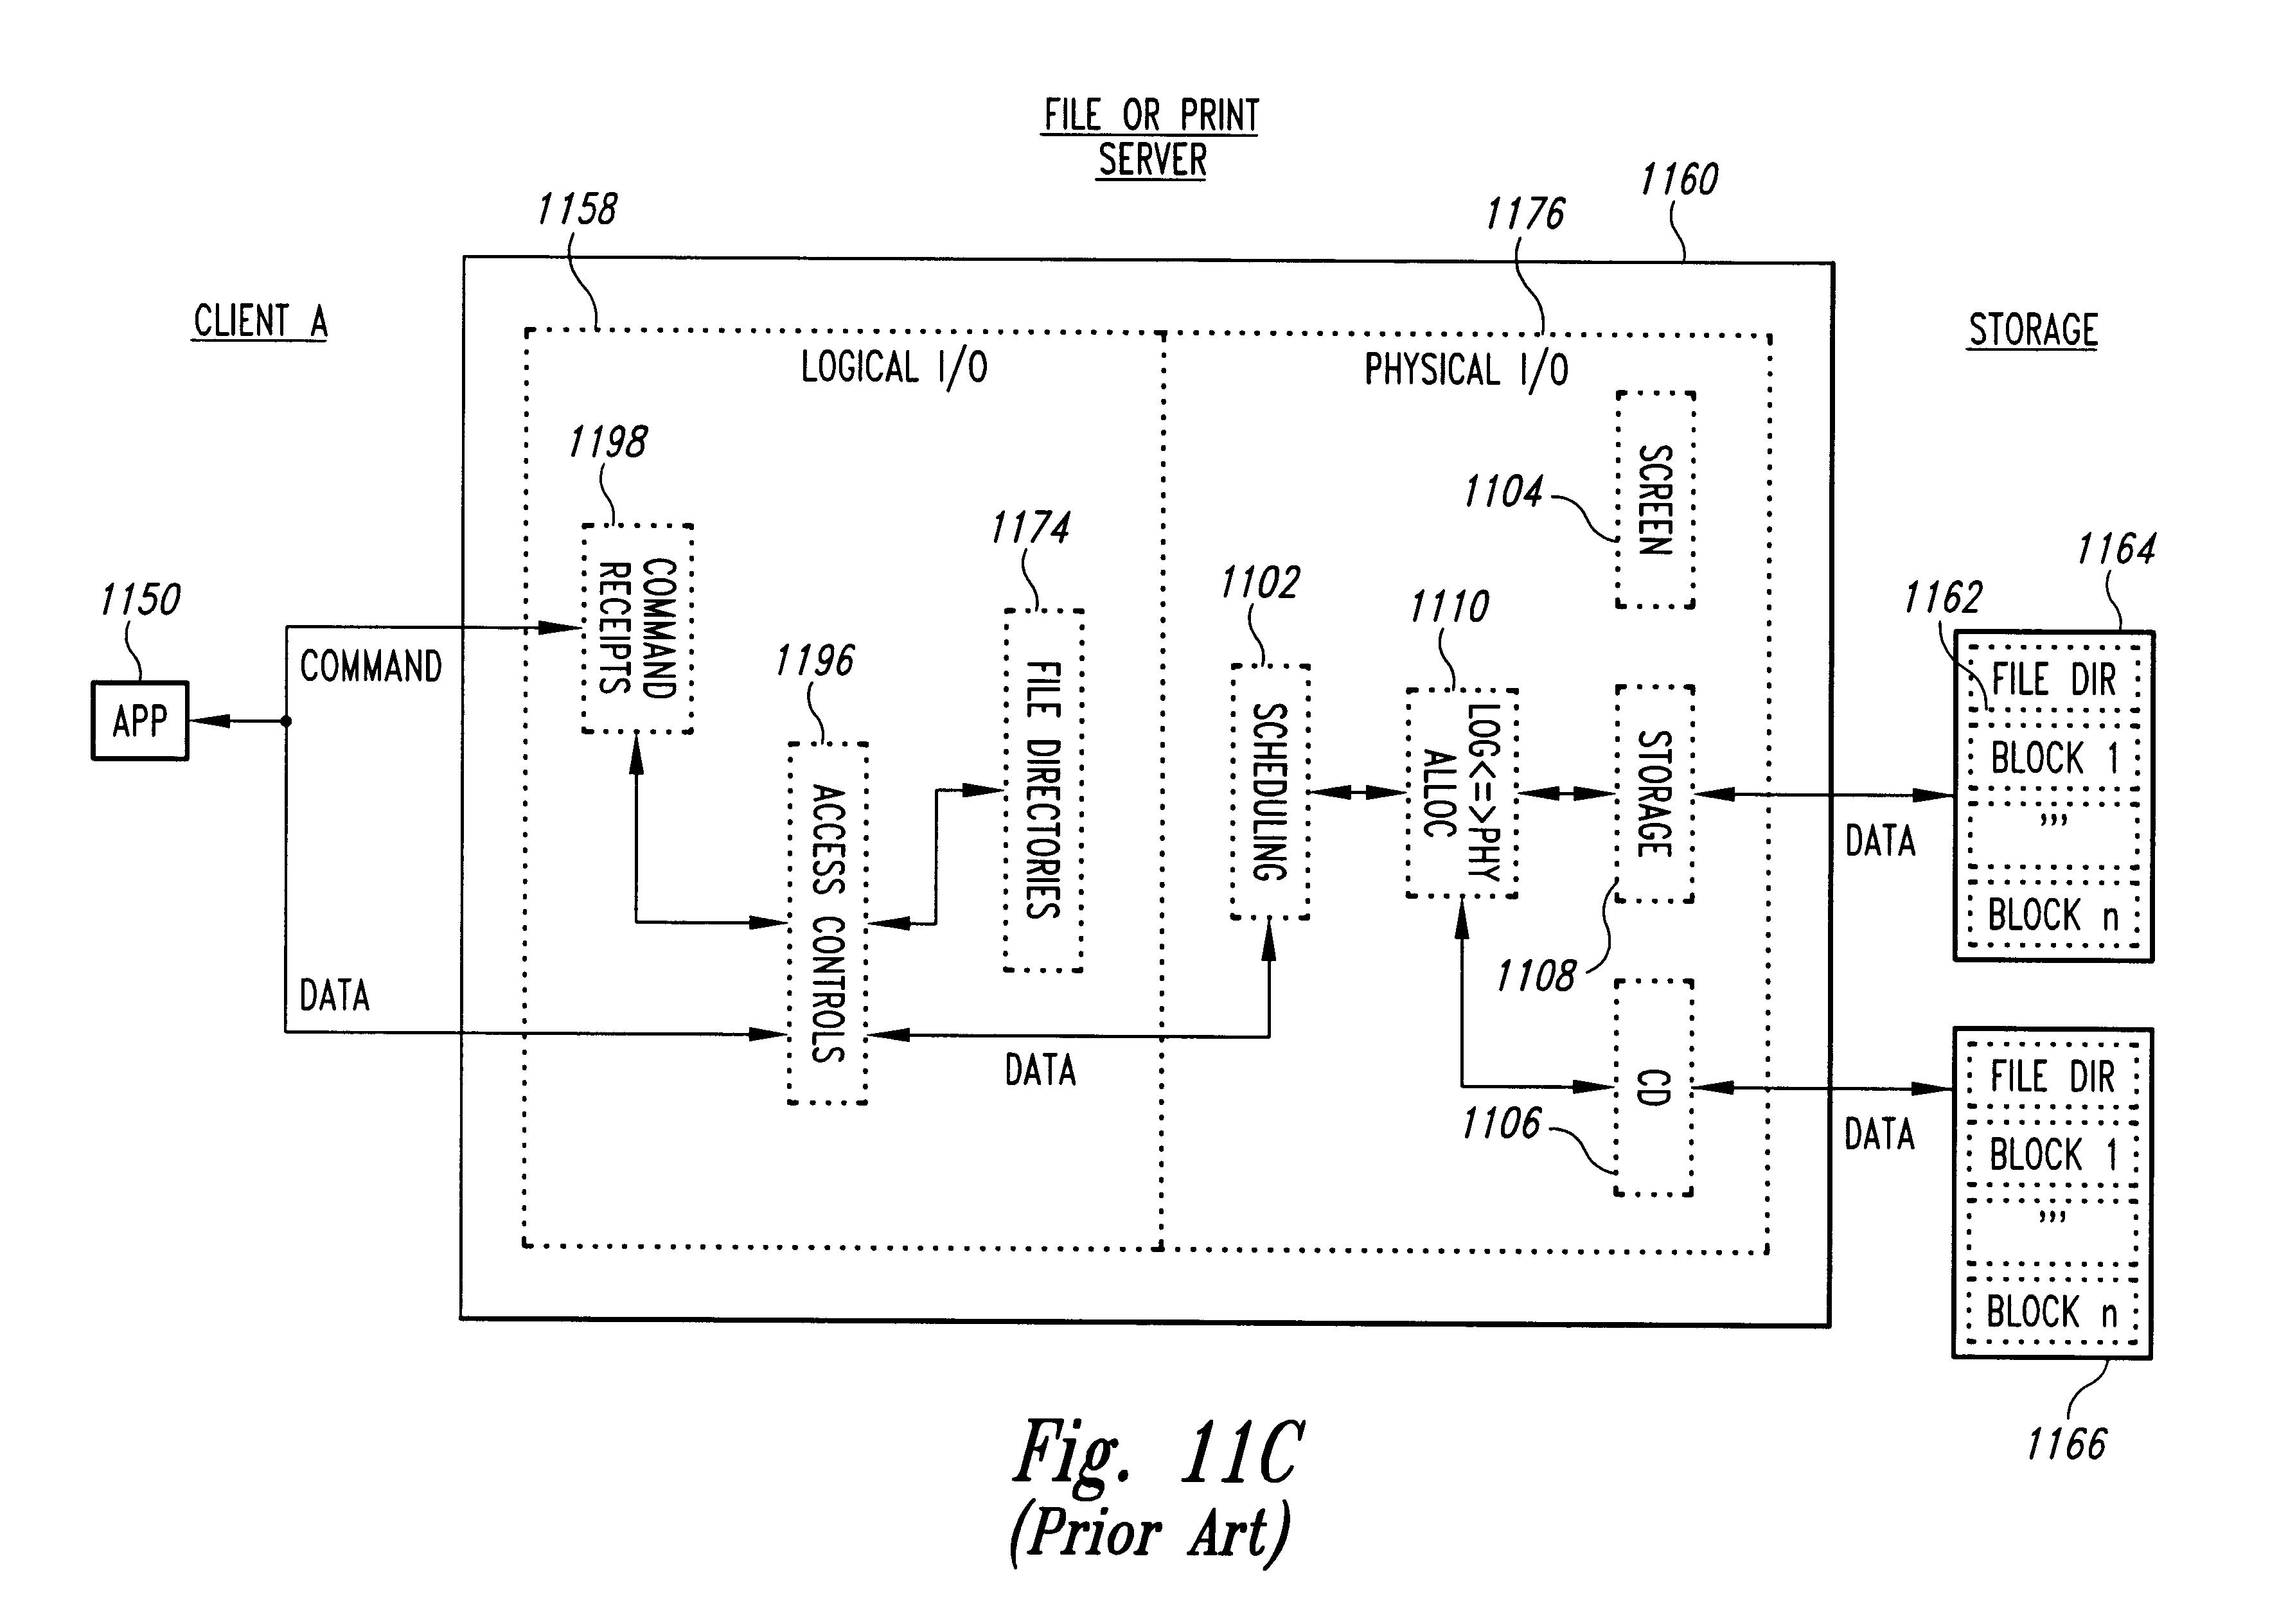 FILE OR PRINT
SERVER
1158
1176
1160
CLIENT A
STORAGE
LOGICAL I/O
PHYSICAL I/O
1198
1104
SCREEN
1174
1164
1150
COMMAND
RECEIPTS
1102
1110
1162
COMMAND
1196
FILE DIRECTORIES
APP
SCHEDULING
LOG<=>PHY
ALLOC
STORAGE
FILE DIR
BLOCK 1
,,,
BLOCK n
DATA
ACCESS CONTROLS
1108
DATA
DATA
CD
1106
DATA
FILE DIR
BLOCK 1
,,,
BLOCK n
1166
Fig. 11C
(Prior Art)